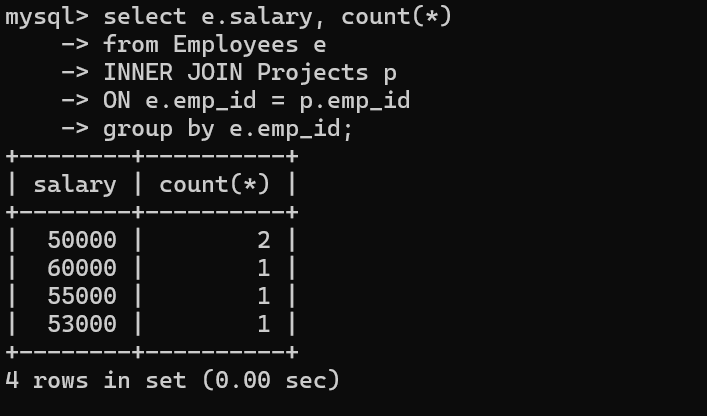 mysql> select e.salary, count(*)
    -> from Employees e
    -> INNER JOIN Projects p
    -> ON e.emp_id = p.emp_id
    -> group by e.emp_id;
+--------+----------+
| salary | count(*) |
+--------+----------+
|  50000 |        2 |
|  60000 |        1 |
|  55000 |        1 |
|  53000 |        1 |
+--------+----------+
4 rows in set (0.00 sec)